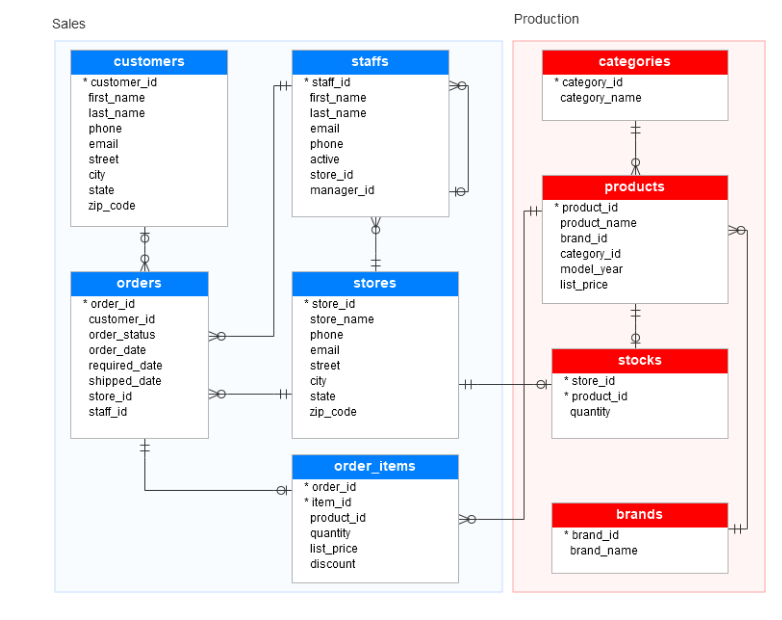 Sales
Production
customers
* customer_id
first_name
last_name
phone
email
street
city
state
zip_code
staffs
* staff_id
first_name
last_name
email
phone
active
store_id
manager_id
categories
* category_id
category_name
products
* product_id
product_name
brand_id
category_id
model_year
list_price
orders
* order_id
customer_id
order_status
order_date
required_date
shipped_date
store_id
staff_id
stores
* store_id
store_name
phone
email
street
city
state
zip_code
stocks
* store_id
* product_id
quantity
order_items
* order_id
* item_id
product_id
quantity
list_price
discount
brands
* brand_id
brand_name